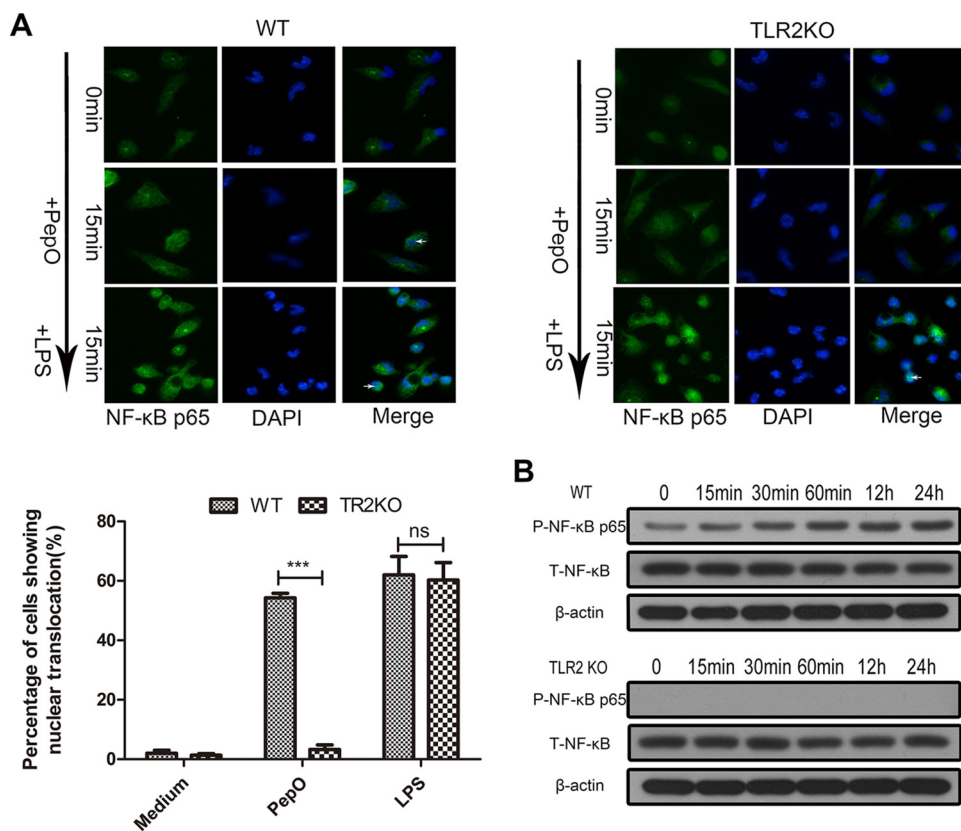 A
WT
0min
15min
15min
+PepO
+LPS
NF-κB p65 DAPI Merge
TLR2KO
0min
15min
15min
+PepO
+LPS
NF-κB p65 DAPI Merge
WT TR2KO
Percentage of cells showing
nuclear translocation(%)
80
60
40
20
0
***
ns
Medium PepO LPS
B
WT 0 15min 30min 60min 12h 24h
P-NF-κB p65
T-NF-κB
β-actin
TLR2 KO 0 15min 30min 60min 12h 24h
P-NF-κB p65
T-NF-κB
β-actin